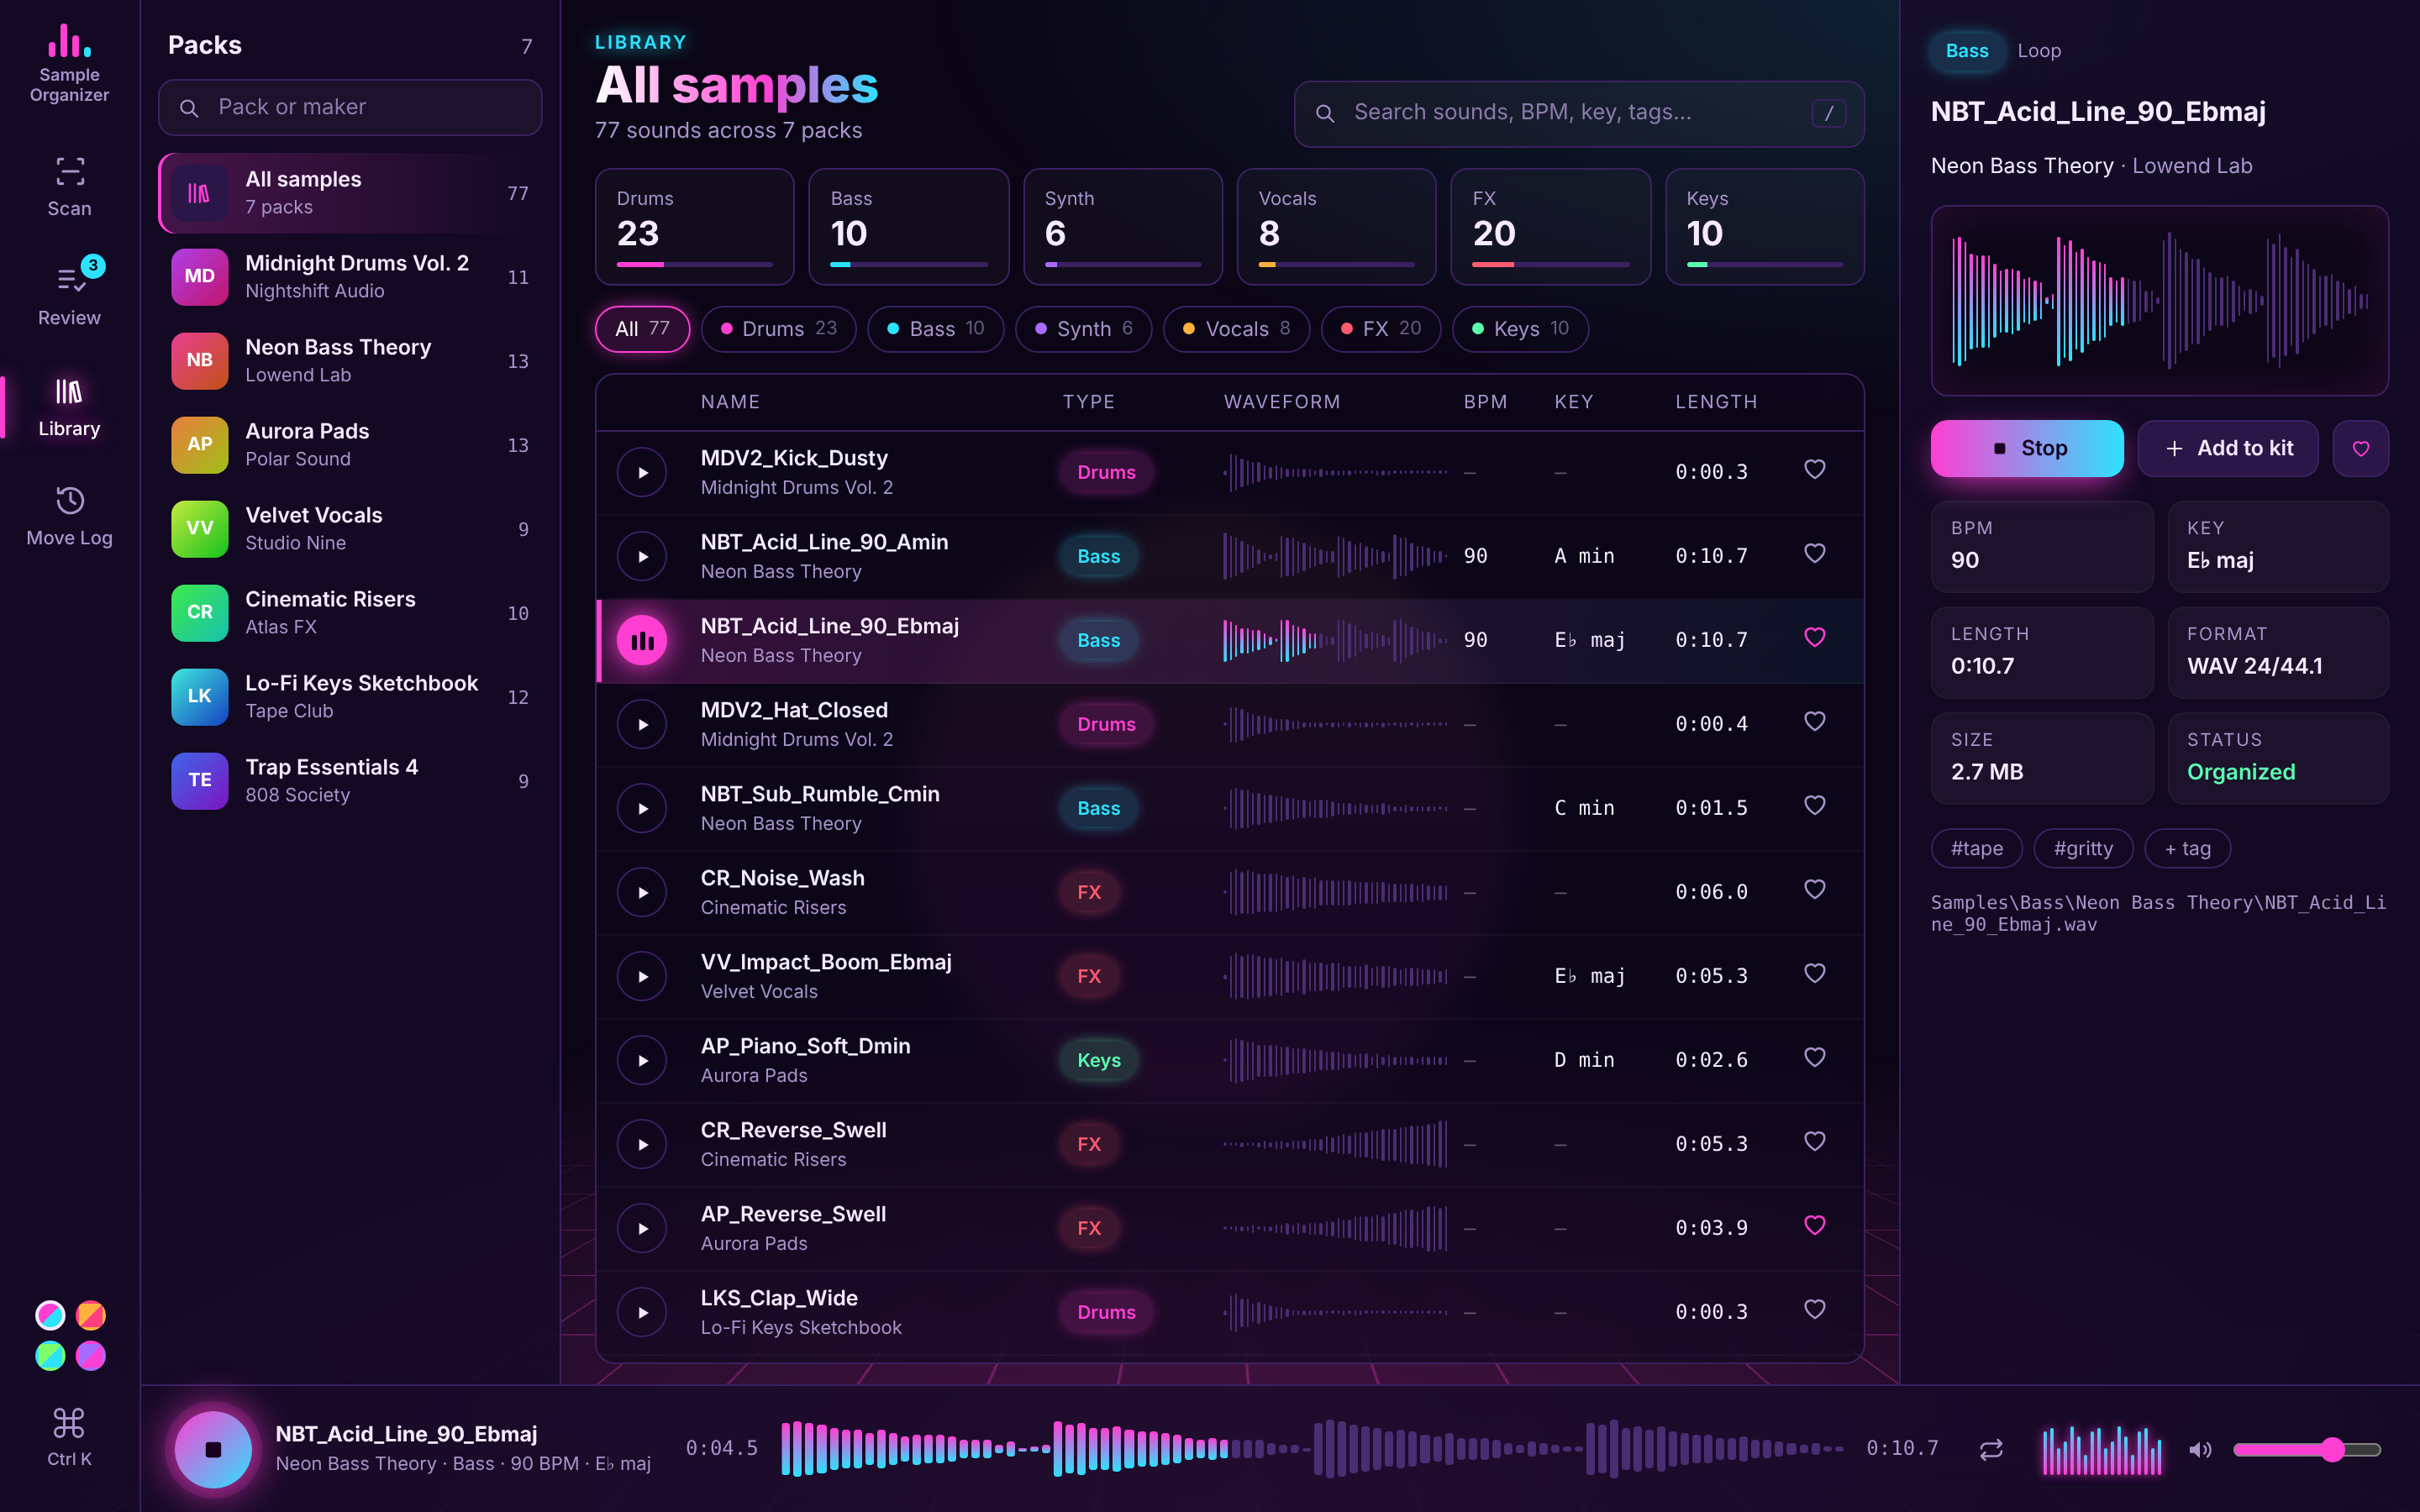 Sample
Organizer
Scan
3
Review
Library
Move Log
Ctrl K
Packs 7
Pack or maker
All samples
7 packs
77
MD
Midnight Drums Vol. 2
Nightshift Audio
11
NB
Neon Bass Theory
Lowend Lab
13
AP
Aurora Pads
Polar Sound
13
VV
Velvet Vocals
Studio Nine
9
CR
Cinematic Risers
Atlas FX
10
LK
Lo-Fi Keys Sketchbook
Tape Club
12
TE
Trap Essentials 4
808 Society
9
LIBRARY
All samples
77 sounds across 7 packs
Search sounds, BPM, key, tags... /
Drums
23
Bass
10
Synth
6
Vocals
8
FX
20
Keys
10
All 77 Drums 23 Bass 10 Synth 6 Vocals 8 FX 20 Keys 10
NAME TYPE WAVEFORM BPM KEY LENGTH
MDV2_Kick_Dusty
Midnight Drums Vol. 2
Drums — — 0:00.3
NBT_Acid_Line_90_Amin
Neon Bass Theory
Bass 90 A min 0:10.7
NBT_Acid_Line_90_Ebmaj
Neon Bass Theory
Bass 90 E♭ maj 0:10.7
MDV2_Hat_Closed
Midnight Drums Vol. 2
Drums — — 0:00.4
NBT_Sub_Rumble_Cmin
Neon Bass Theory
Bass — C min 0:01.5
CR_Noise_Wash
Cinematic Risers
FX — — 0:06.0
VV_Impact_Boom_Ebmaj
Velvet Vocals
FX — E♭ maj 0:05.3
AP_Piano_Soft_Dmin
Aurora Pads
Keys — D min 0:02.6
CR_Reverse_Swell
Cinematic Risers
FX — — 0:05.3
AP_Reverse_Swell
Aurora Pads
FX — — 0:03.9
LKS_Clap_Wide
Lo-Fi Keys Sketchbook
Drums — — 0:00.3
Bass Loop
NBT_Acid_Line_90_Ebmaj
Neon Bass Theory · Lowend Lab
Stop
+ Add to kit
BPM
90
KEY
E♭ maj
LENGTH
0:10.7
FORMAT
WAV 24/44.1
SIZE
2.7 MB
STATUS
Organized
#tape #gritty + tag
Samples\Bass\Neon Bass Theory\NBT_Acid_Li
ne_90_Ebmaj.wav
NBT_Acid_Line_90_Ebmaj
Neon Bass Theory · Bass · 90 BPM · E♭ maj
0:04.5
0:10.7